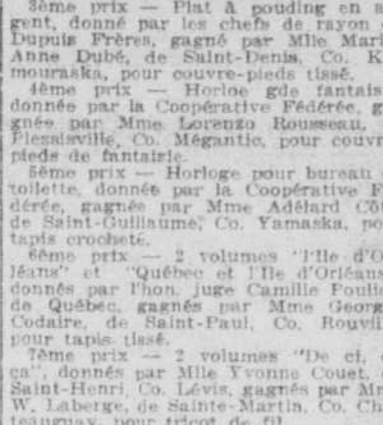 3ème prix — Plat à pouding en a
gent, donné par les chefs de rayon
Dupuis Frères, gagné par Mlle Mari
Anne Dubé, de Saint-Denis, Co. K
mouraska, pour couvre-pieds tissé.
4ème prix — Horloe gde fantais
donnée par la Coopérative Fédérée, g
gnée par Mme Lorenzo Rousseau,
Plessisville, Co. Mégantic, pour couvr
pieds de fantaisie.
5ème prix — Horloge pour bureau
toilette, donnée par la Coopérative F
dérée, gagnée par Mme Adélard Cô
de Saint-Guillaume, Co. Yamaska, po
tapis crocheté.
6ème prix — 2 volumes "l'Ile d'O
léans" et "Québec et l'Ile d'Orléans
donnés par l'hon. juge Camille Poulio
de Québec, gagnés par Mme Georg
Codaire, de Saint-Paul, Co. Rouvil
pour tapis tissé.
7ème prix — 2 volumes "De ci, 
ça", donnés par Mlle Yvonne Couet,
Saint-Henri, Co. Lévis, gagnés par Mm
W. Laberge, de Sainte-Martin, Co. Ch
teauguay, pour tricot de fil